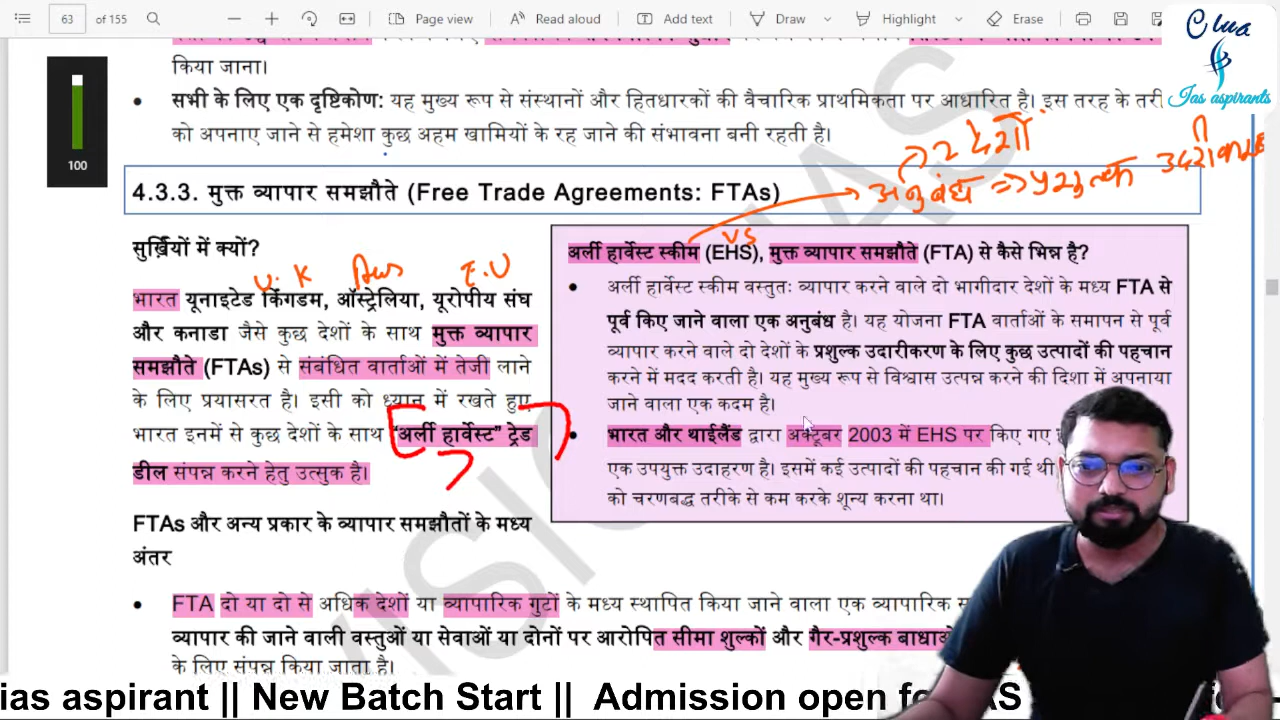 63 of 155
Page view
Read aloud
Add text
Draw
Highlight
Erase
Clua
Ias aspirants
100
किया जाना।
• सभी के लिए एक दृष्टिकोण: यह मुख्य रूप से संस्थानों और हितधारकों की वैचारिक प्राथमिकता पर आधारित है। इस तरह के तरी
को अपनाए जाने से हमेशा कुछ अहम खामियों के रह जाने की संभावना बनी रहती है।
2 देशों
अनुबंध => प्रशुल्क उदारीकरण
4.3.3. मुक्त व्यापार समझौते (Free Trade Agreements: FTAs)
सुर्ख़ियों में क्यों?
U.K Aus E.U
भारत यूनाइटेड किंगडम, ऑस्ट्रेलिया, यूरोपीय संघ
और कनाडा जैसे कुछ देशों के साथ मुक्त व्यापार
समझौते (FTAs) से संबंधित वार्ताओं में तेजी लाने
के लिए प्रयासरत है। इसी को ध्यान में रखते हुए
भारत इनमें से कुछ देशों के साथ "अर्ली हार्वेस्ट" ट्रेड
डील संपन्न करने हेतु उत्सुक है।
VS
अर्ली हार्वेस्ट स्कीम (EHS), मुक्त व्यापार समझौते (FTA) से कैसे भिन्न है?
• अर्ली हार्वेस्ट स्कीम वस्तुतः व्यापार करने वाले दो भागीदार देशों के मध्य FTA से
पूर्व किए जाने वाला एक अनुबंध है। यह योजना FTA वार्ताओं के समापन से पूर्व
व्यापार करने वाले दो देशों के प्रशुल्क उदारीकरण के लिए कुछ उत्पादों की पहचान
करने में मदद करती है। यह मुख्य रूप से विश्वास उत्पन्न करने की दिशा में अपनाया
जाने वाला एक कदम है।
• भारत और थाईलैंड द्वारा अक्टूबर 2003 में EHS पर किए गए
एक उपयुक्त उदाहरण है। इसमें कई उत्पादों की पहचान की गई थी
को चरणबद्ध तरीके से कम करके शून्य करना था।
FTAs और अन्य प्रकार के व्यापार समझौतों के मध्य
अंतर
• FTA दो या दो से अधिक देशों या व्यापारिक गुटों के मध्य स्थापित किया जाने वाला एक व्यापारिक
व्यापार की जाने वाली वस्तुओं या सेवाओं या दोनों पर आरोपित सीमा शुल्कों और गैर-प्रशुल्क बाधाओं
के लिए संपन्न किया जाता है।
ias aspirant || New Batch Start || Admission open for IAS